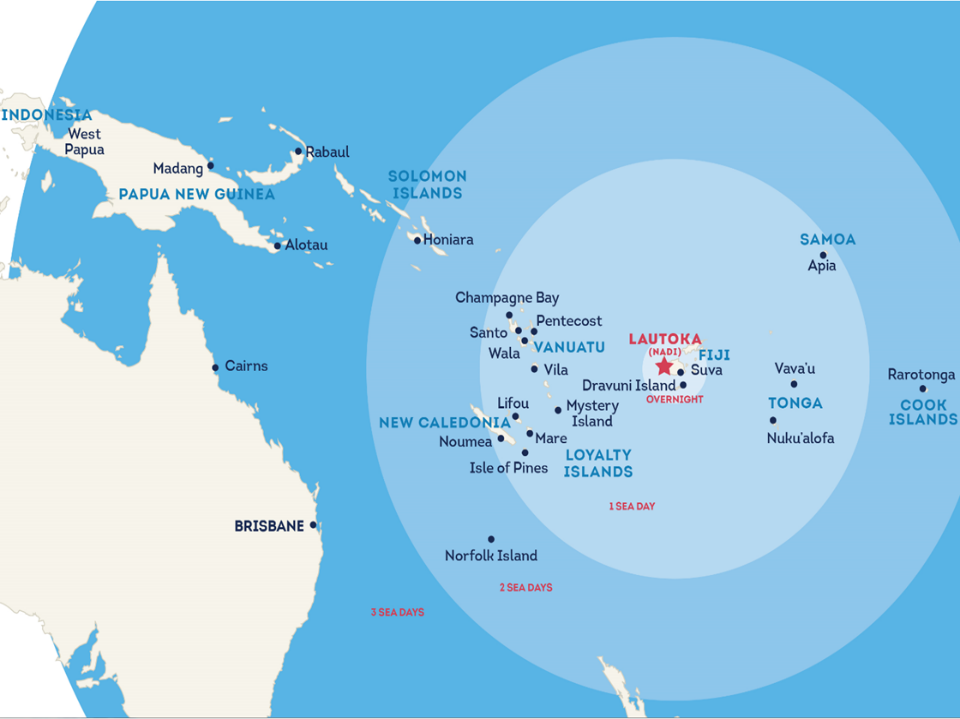 INDONESIA
West
Papua
Madang
Rabaul
PAPUA NEW GUINEA
SOLOMON
ISLANDS
Alotau
Honiara
SAMOA
Apia
Champagne Bay
Pentecost
Santo
Wala
VANUATU
LAUTOKA
(NADI)
FIJI
Suva
Cairns
Vila
Dravuni Island
OVERNIGHT
Vava'u
Rarotonga
TONGA
COOK
ISLANDS
Lifou
Mystery
Island
NEW CALEDONIA
Noumea
Mare
Nuku'alofa
Isle of Pines
LOYALTY
ISLANDS
1 SEA DAY
BRISBANE
Norfolk Island
2 SEA DAYS
3 SEA DAYS